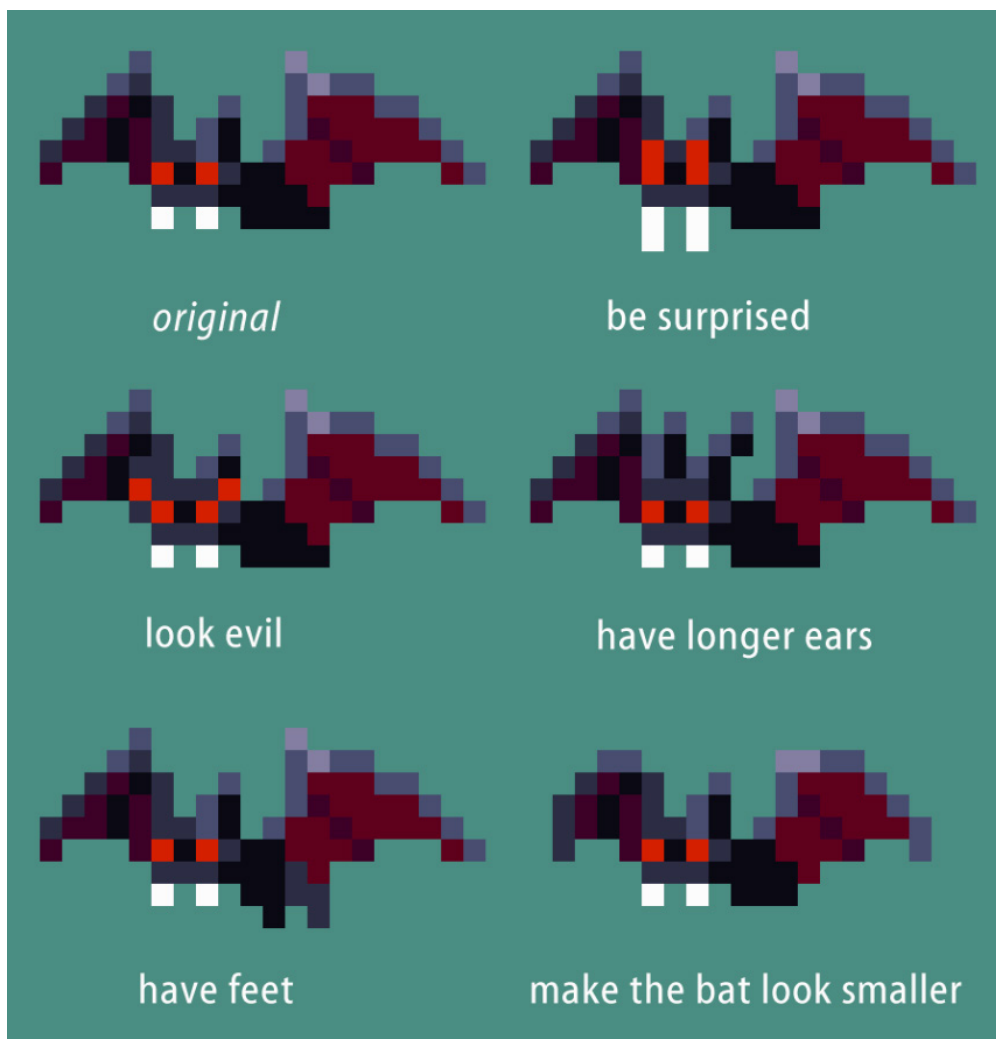 original
be surprised
look evil
have longer ears
have feet
make the bat look smaller